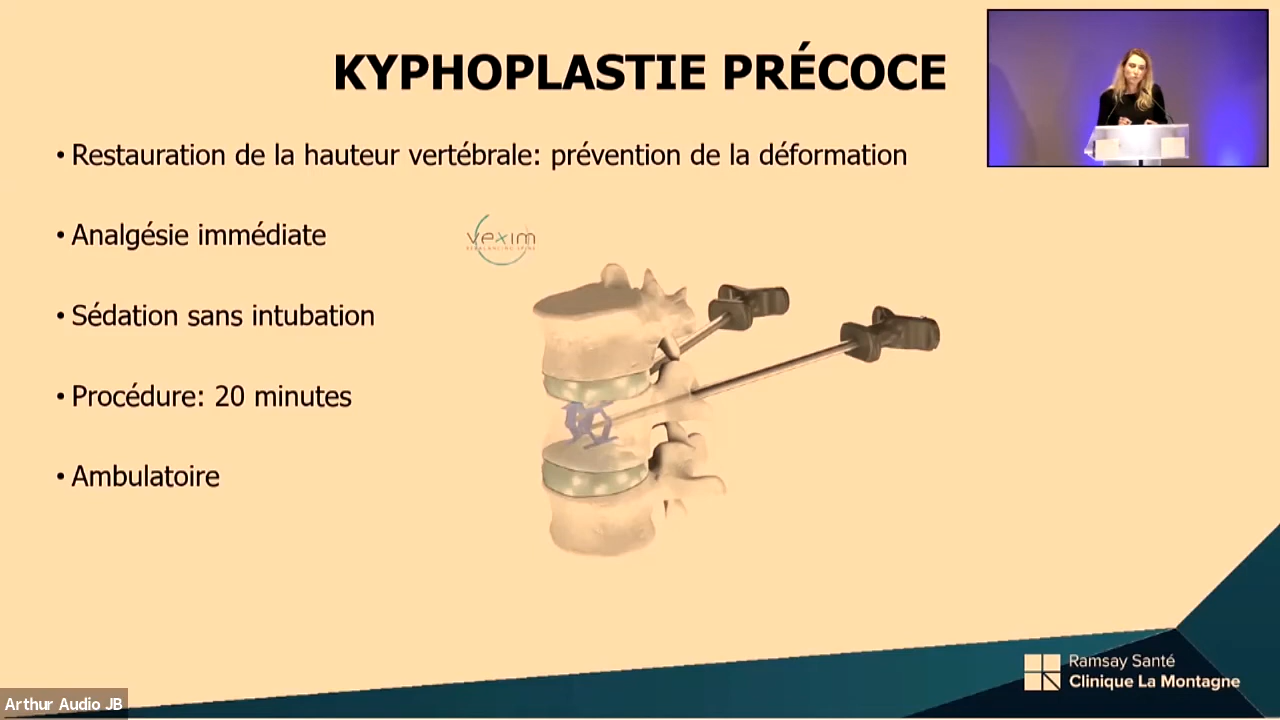 KYPHOPLASTIE PRÉCOCE
• Restauration de la hauteur vertébrale: prévention de la déformation
• Analgésie immédiate
vexim
• Sédation sans intubation
• Procédure: 20 minutes
• Ambulatoire
Ramsay Santé
Clinique La Montagne
Arthur Audio JB